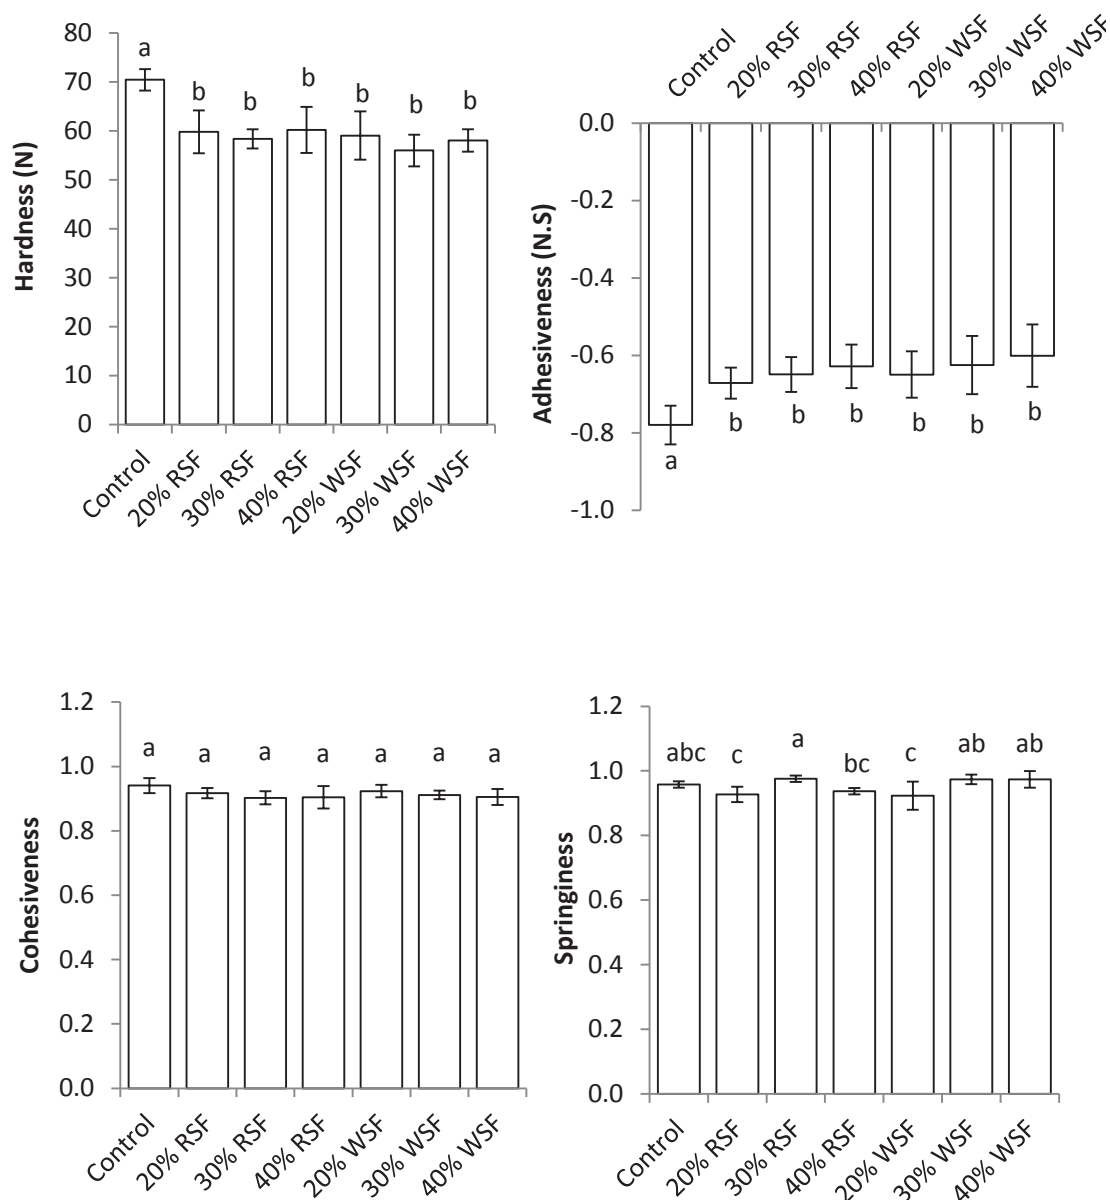 80
70
60
50
40
30
20
10
0
Hardness (N)
a
b
b
b
b
b
b
Control
20% RSF
30% RSF
40% RSF
20% WSF
30% WSF
40% WSF
Control
20% RSF
30% RSF
40% RSF
20% WSF
30% WSF
40% WSF
0.0
-0.2
-0.4
-0.6
-0.8
-1.0
Adhesiveness (N.S)
a
b
b
b
b
b
b
1.2
1.0
0.8
0.6
0.4
0.2
0.0
Cohesiveness
a
a
a
a
a
a
a
Control
20% RSF
30% RSF
40% RSF
20% WSF
30% WSF
40% WSF
1.2
1.0
0.8
0.6
0.4
0.2
0.0
Springiness
abc
c
a
bc
c
ab
ab
Control
20% RSF
30% RSF
40% RSF
20% WSF
30% WSF
40% WSF